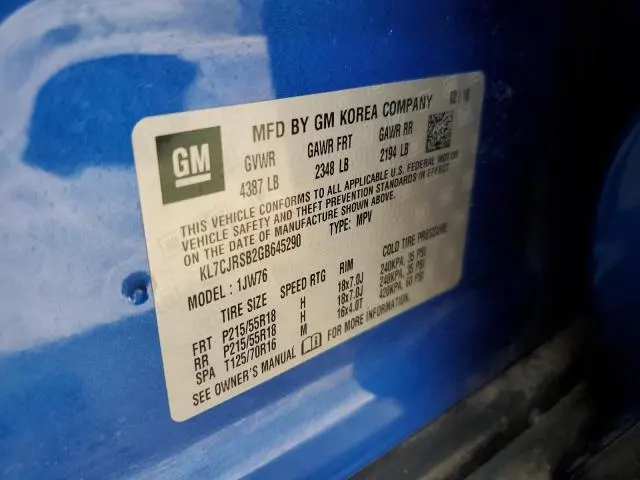 GM
MFD BY GM KOREA COMPANY 02/16
GVWR GAWR FRT GAWR RR
4387 LB 2348 LB 2194 LB
THIS VEHICLE CONFORMS TO ALL APPLICABLE U.S. FEDERAL MOTOR
VEHICLE SAFETY AND THEFT PREVENTION STANDARDS IN EFFECT
ON THE DATE OF MANUFACTURE SHOWN ABOVE.
KL7CJRSB2GB645290 TYPE: MPV
MODEL : 1JW76
TIRE SIZE SPEED RTG RIM COLD TIRE PRESSURE
FRT P215/55R18 H 18x7.0J 240KPA, 35 PSI
RR P215/55R18 H 18x7.0J 240KPA, 35 PSI
SPA T125/70R16 M 16x4.0T 420KPA, 60 PSI
SEE OWNER'S MANUAL FOR MORE INFORMATION